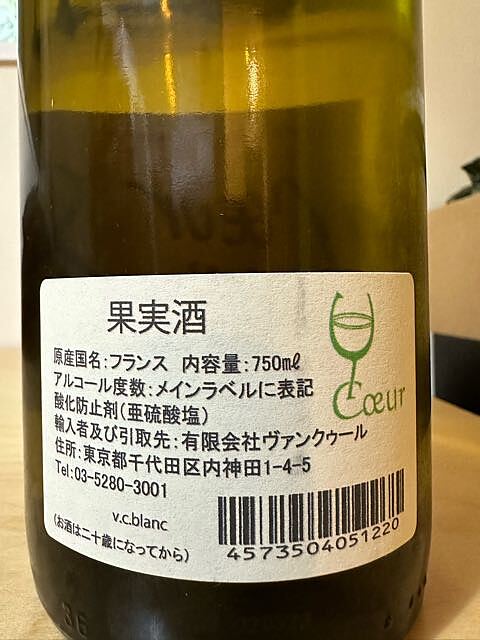 果実酒
原産国名:フランス 内容量:750㎖
アルコール度数:メインラベルに表記
酸化防止剤(亜硫酸塩)
輸入者及び引取先:有限会社ヴァンクゥール
住所:東京都千代田区内神田1-4-5
Tel:03-5280-3001
v.c.blanc
(お酒は二十歳になってから)
Cœur
4573504051220
36